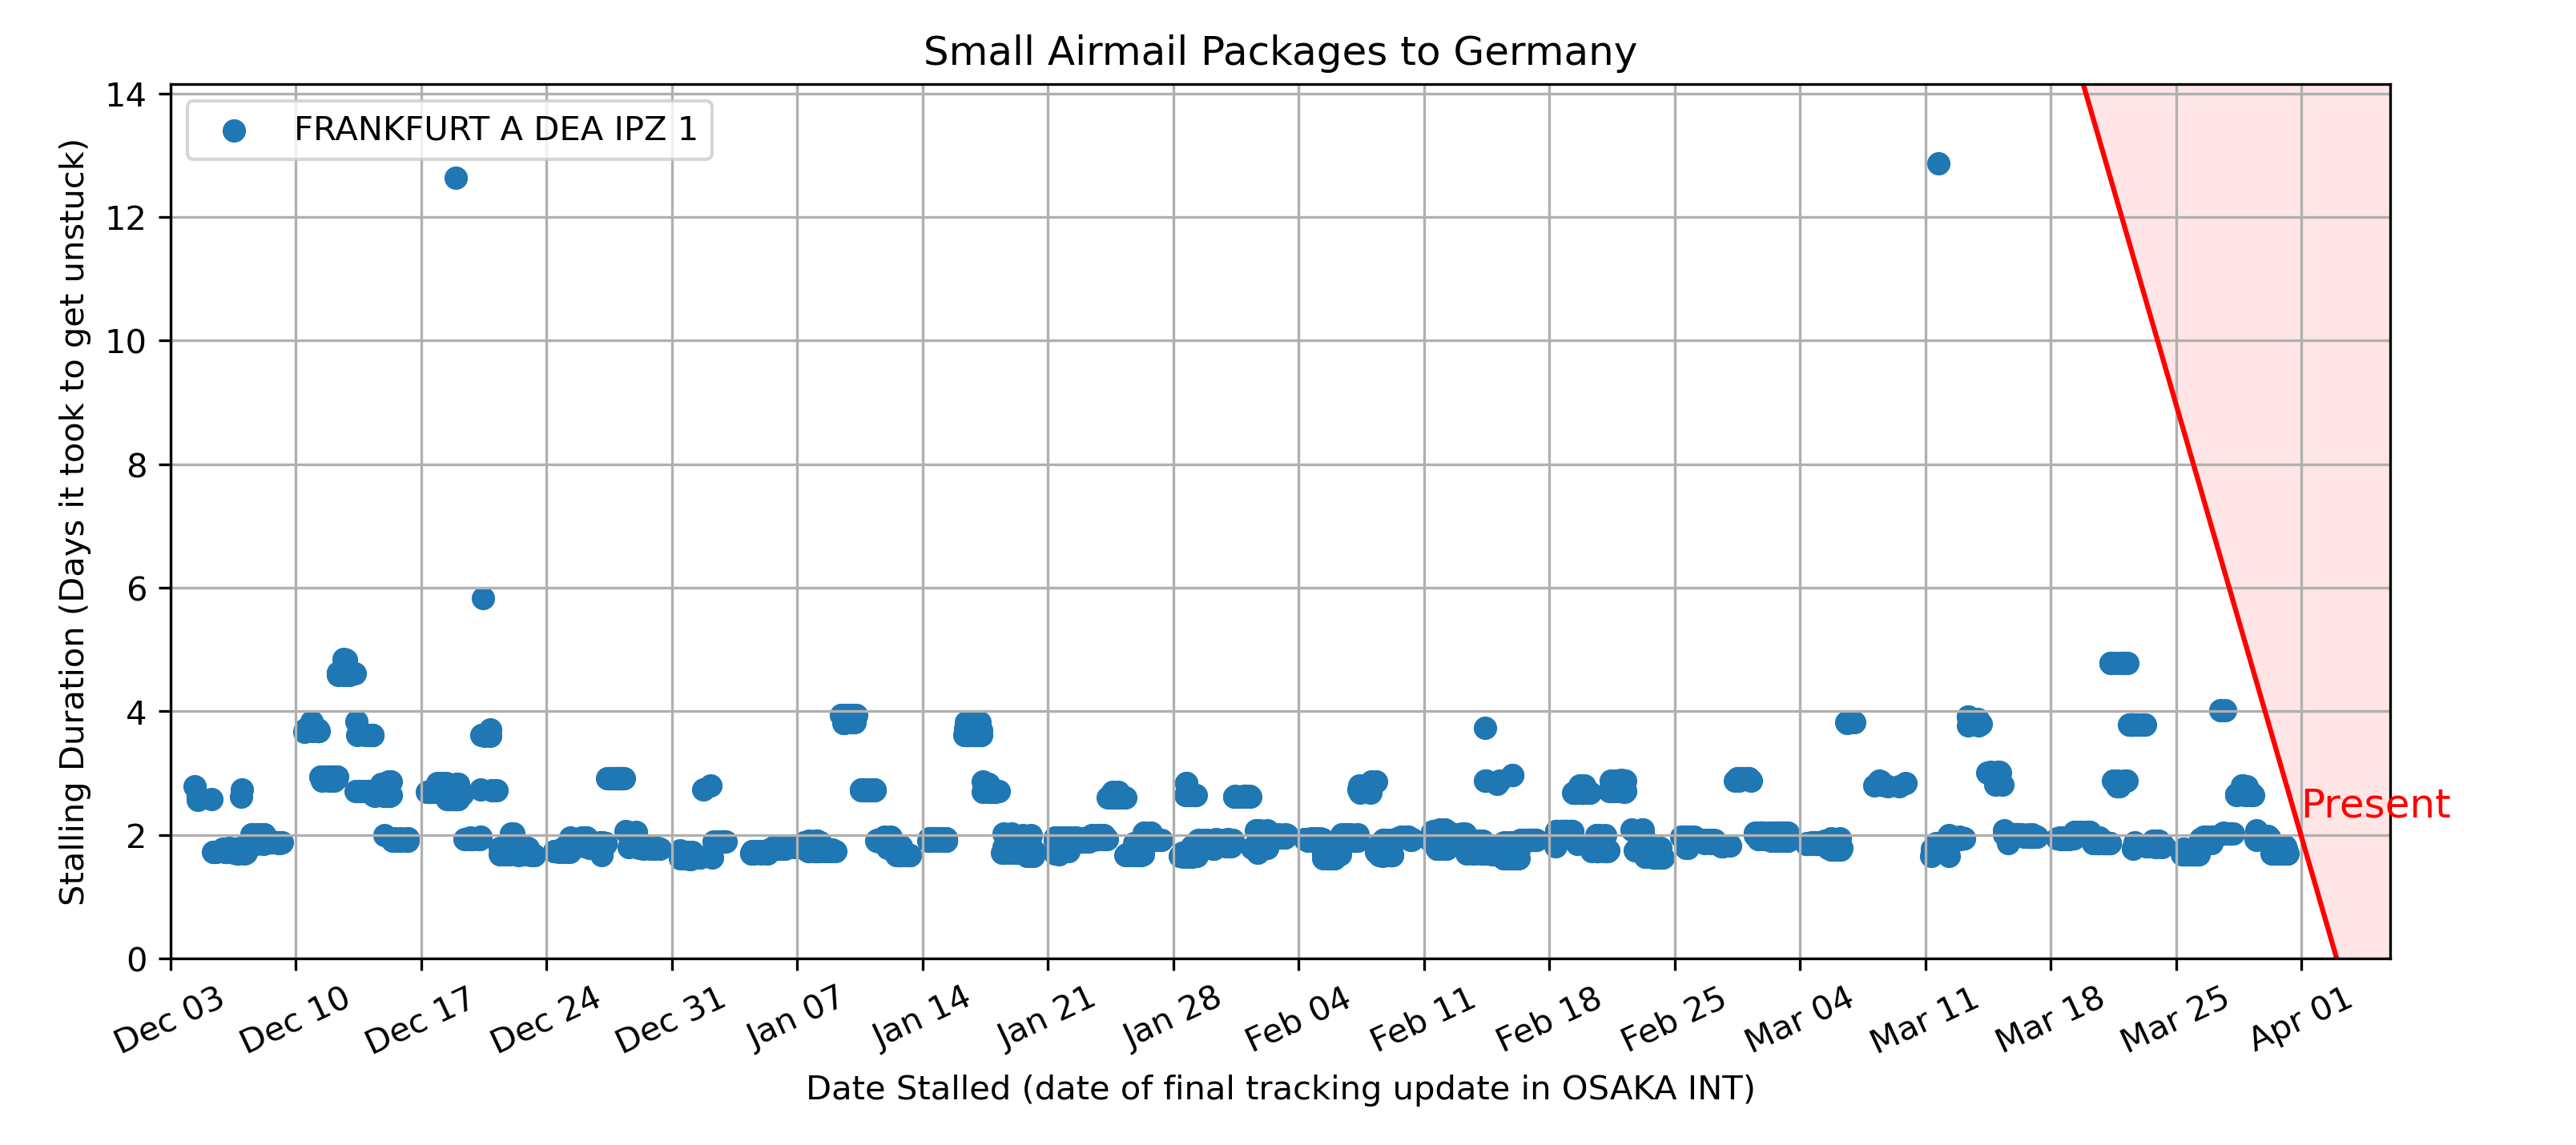 Small Airmail Packages to Germany
FRANKFURT A DEA IPZ 1
Stalling Duration (Days it took to get unstuck)
14
12
10
8
6
4
2
0
Present
Dec 03
Dec 10
Dec 17
Dec 24
Dec 31
Jan 07
Jan 14
Jan 21
Jan 28
Feb 04
Feb 11
Feb 18
Feb 25
Mar 04
Mar 11
Mar 18
Mar 25
Apr 01
Date Stalled (date of final tracking update in OSAKA INT)